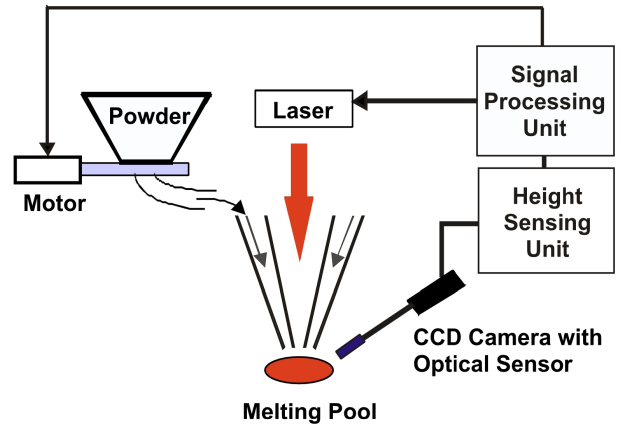 Signal
Processing
Unit
Powder
Laser
Motor
Height
Sensing
Unit
CCD Camera with
Optical Sensor
Melting Pool